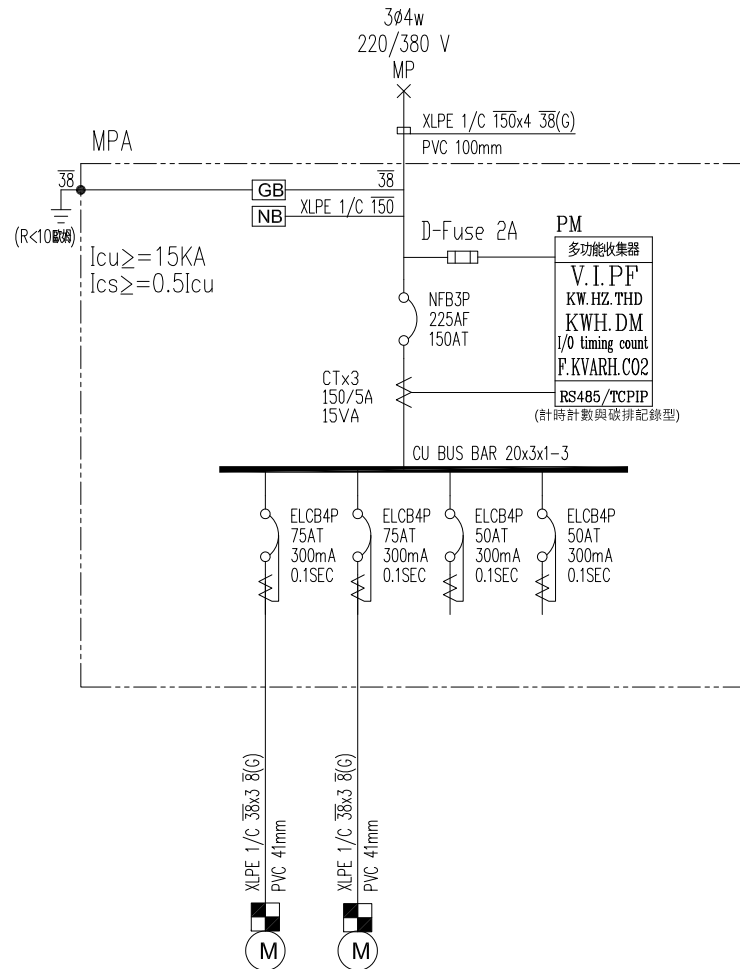 3ø4w
220/380 V
MP
XLPE 1/C 150x4 38(G)
PVC 100mm
MPA
38
GB
38
NB
XLPE 1/C 150
D-Fuse 2A
PM
多功能收集器
V.I.PF
KW.HZ.THD
KWH.DM
I/O timing count
F.KVARH.CO2
RS485/TCPIP
(計時計數與碳排記錄型)
Icu≥=15KA
Ics≥=0.5Icu
NFB3P
225AF
150AT
CTx3
150/5A
15VA
CU BUS BAR 20x3x1-3
ELCB4P
75AT
300mA
0.1SEC
ELCB4P
75AT
300mA
0.1SEC
ELCB4P
50AT
300mA
0.1SEC
ELCB4P
50AT
300mA
0.1SEC
XLPE 1/C 38x3 8(G)
PVC 41mm
XLPE 1/C 38x3 8(G)
PVC 41mm
M
M